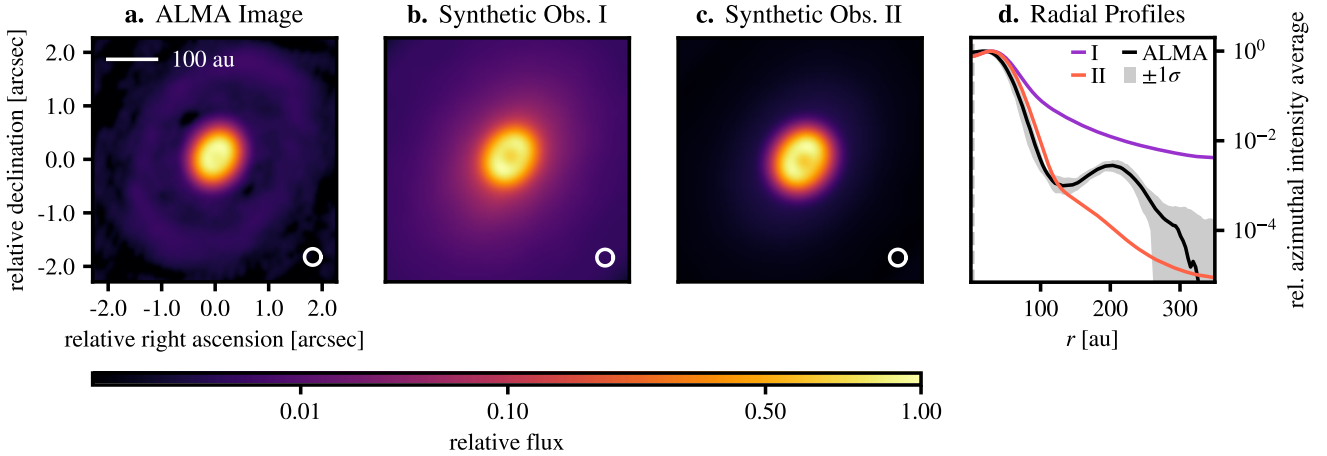 a. ALMA Image
b. Synthetic Obs. I
c. Synthetic Obs. II
d. Radial Profiles
relative declination [arcsec]
2.0
1.0
0.0
-1.0
-2.0
100 au
-2.0 -1.0 0.0 1.0 2.0
relative right ascension [arcsec]
I
II
ALMA
±1σ
10⁰
10⁻²
10⁻⁴
rel. azimuthal intensity average
100 200 300
r [au]
0.01 0.10 0.50 1.00
relative flux